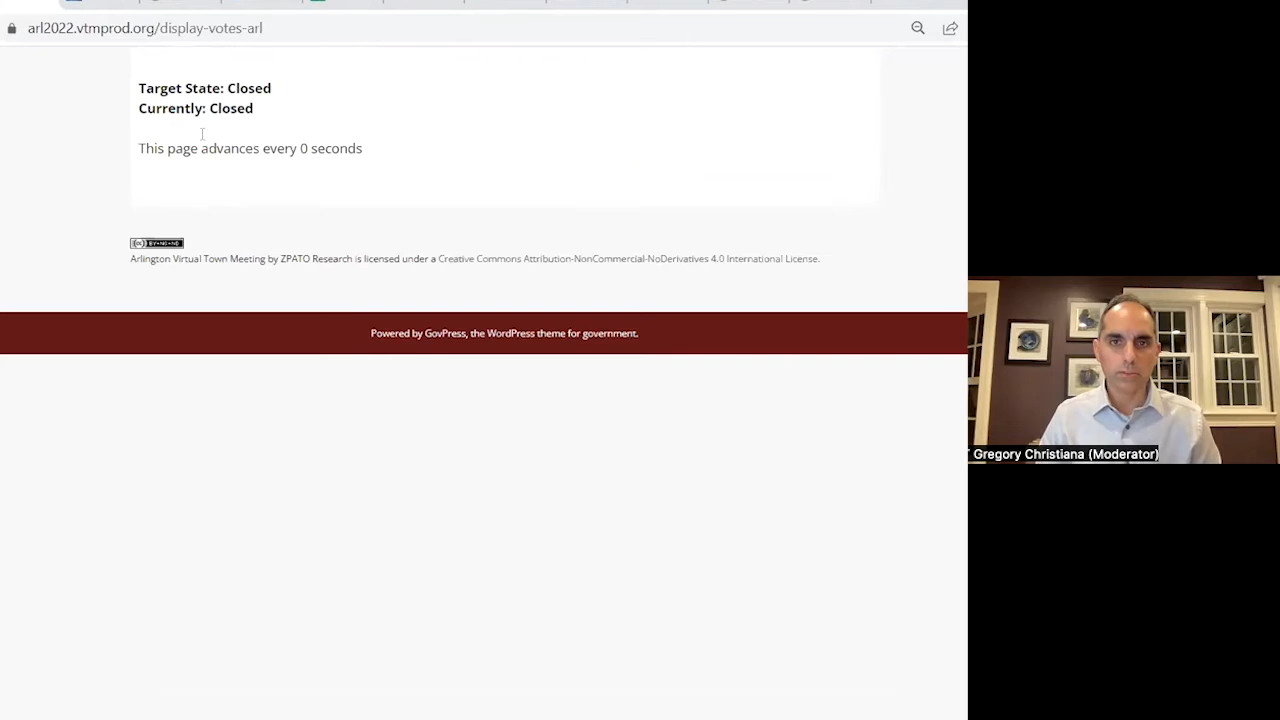 arl2022.vtmprod.org/display-votes-arl
Target State: Closed
Currently: Closed
This page advances every 0 seconds
Arlington Virtual Town Meeting by ZPATO Research is licensed under a Creative Commons Attribution-NonCommercial-NoDerivatives 4.0 International License.
Powered by GovPress, the WordPress theme for government.
Gregory Christiana (Moderator)